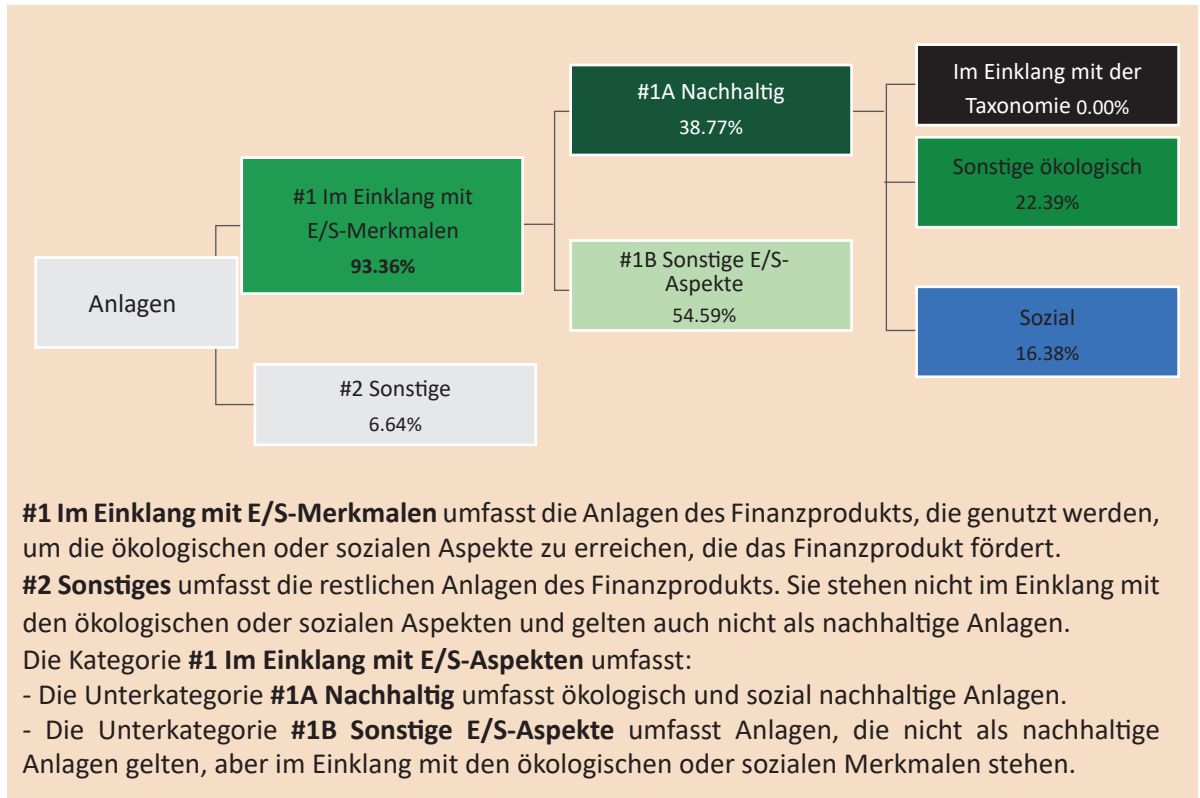 Anlagen
#1 Im Einklang mit
E/S-Merkmalen
93.36%
#2 Sonstige
6.64%
#1A Nachhaltig
38.77%
#1B Sonstige E/S-
Aspekte
54.59%
Im Einklang mit der
Taxonomie 0.00%
Sonstige ökologisch
22.39%
Sozial
16.38%
#1 Im Einklang mit E/S-Merkmalen umfasst die Anlagen des Finanzprodukts, die genutzt werden,
um die ökologischen oder sozialen Aspekte zu erreichen, die das Finanzprodukt fördert.
#2 Sonstiges umfasst die restlichen Anlagen des Finanzprodukts. Sie stehen nicht im Einklang mit
den ökologischen oder sozialen Aspekten und gelten auch nicht als nachhaltige Anlagen.
Die Kategorie #1 Im Einklang mit E/S-Aspekten umfasst:
- Die Unterkategorie #1A Nachhaltig umfasst ökologisch und sozial nachhaltige Anlagen.
- Die Unterkategorie #1B Sonstige E/S-Aspekte umfasst Anlagen, die nicht als nachhaltige
Anlagen gelten, aber im Einklang mit den ökologischen oder sozialen Merkmalen stehen.